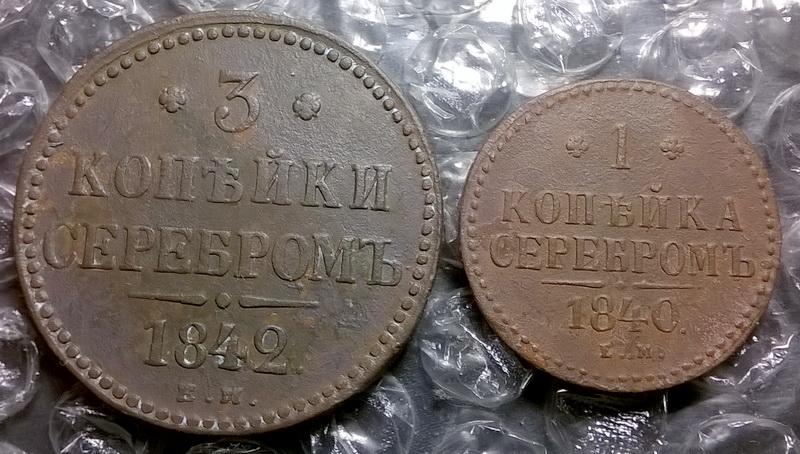 3
КОПѢЙКИ
СЕРЕБРОМЪ
1842.
Е.М.
1
КОПѢЙКА
СЕРЕБРОМЪ
1840.
Е.М.